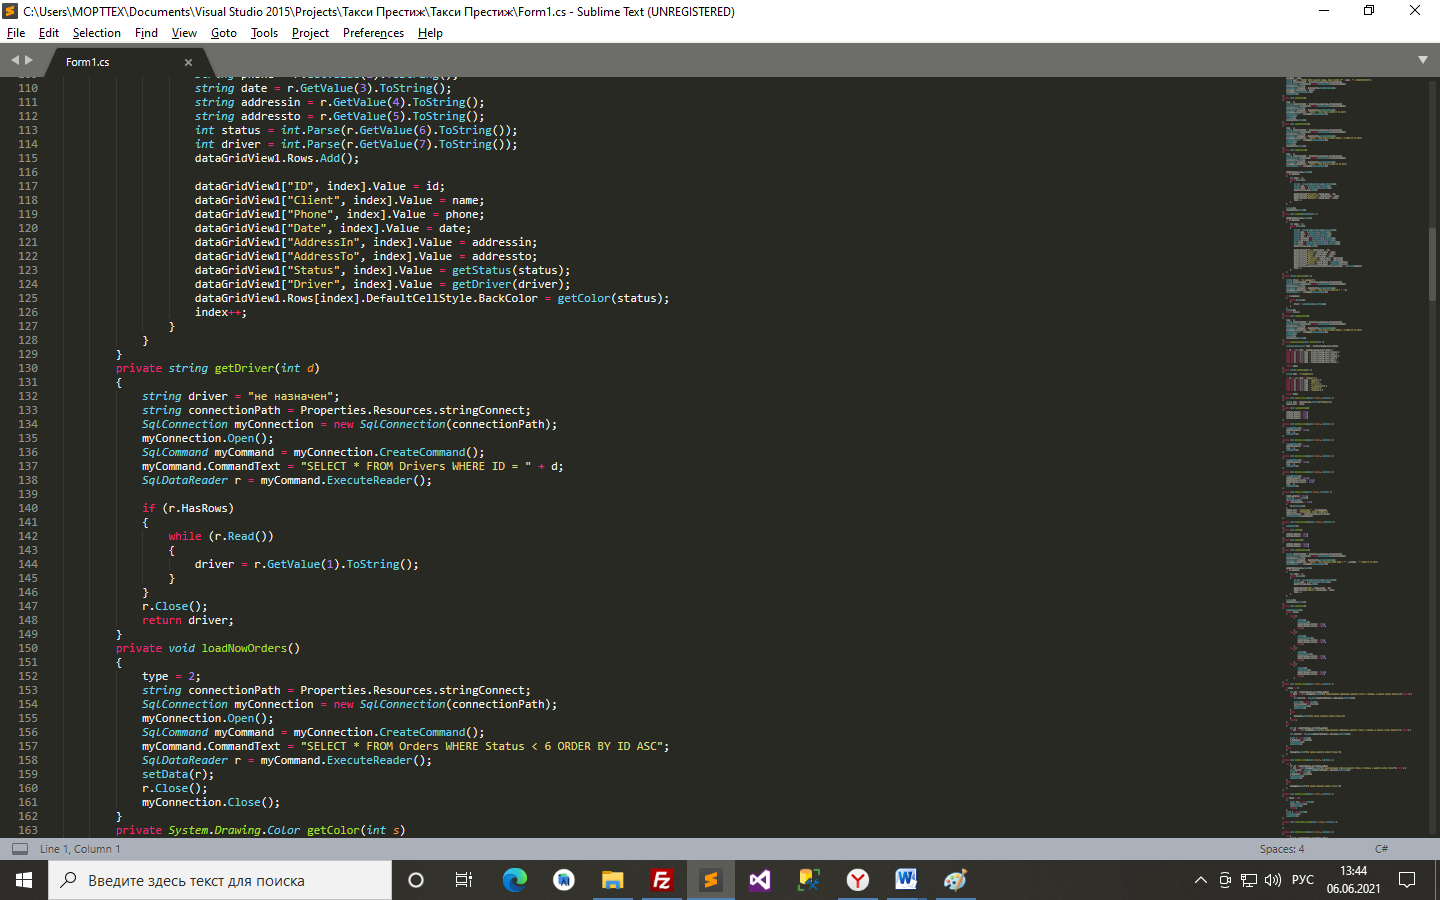 C:\Users\MOPTTEX\Documents\Visual Studio 2015\Projects\Такси Престиж\Такси Престиж\Form1.cs - Sublime Text (UNREGISTERED)
File Edit Selection Find View Goto Tools Project Preferences Help
Form1.cs
110 string date = r.GetValue(3).ToString();
111 string addressin = r.GetValue(4).ToString();
112 string addressto = r.GetValue(5).ToString();
113 int status = int.Parse(r.GetValue(6).ToString());
114 int driver = int.Parse(r.GetValue(7).ToString());
115 dataGridView1.Rows.Add();
116
117 dataGridView1["ID", index].Value = id;
118 dataGridView1["Client", index].Value = name;
119 dataGridView1["Phone", index].Value = phone;
120 dataGridView1["Date", index].Value = date;
121 dataGridView1["AddressIn", index].Value = addressin;
122 dataGridView1["AddressTo", index].Value = addressto;
123 dataGridView1["Status", index].Value = getStatus(status);
124 dataGridView1["Driver", index].Value = getDriver(driver);
125 dataGridView1.Rows[index].DefaultCellStyle.BackColor = getColor(status);
126 index++;
127 }
128 }
129 }
130 private string getDriver(int d)
131 {
132 string driver = "не назначен";
133 string connectionPath = Properties.Resources.stringConnect;
134 SqlConnection myConnection = new SqlConnection(connectionPath);
135 myConnection.Open();
136 SqlCommand myCommand = myConnection.CreateCommand();
137 myCommand.CommandText = "SELECT * FROM Drivers WHERE ID = " + d;
138 SqlDataReader r = myCommand.ExecuteReader();
139
140 if (r.HasRows)
141 {
142 while (r.Read())
143 {
144 driver = r.GetValue(1).ToString();
145 }
146 }
147 r.Close();
148 return driver;
149 }
150 private void loadNowOrders()
151 {
152 type = 2;
153 string connectionPath = Properties.Resources.stringConnect;
154 SqlConnection myConnection = new SqlConnection(connectionPath);
155 myConnection.Open();
156 SqlCommand myCommand = myConnection.CreateCommand();
157 myCommand.CommandText = "SELECT * FROM Orders WHERE Status < 6 ORDER BY ID ASC";
158 SqlDataReader r = myCommand.ExecuteReader();
159 setData(r);
160 r.Close();
161 myConnection.Close();
162 }
163 private System.Drawing.Color getColor(int s)
Line 1, Column 1 Spaces: 4 C#
Введите здесь текст для поиска
РУС
13:44
06.06.2021